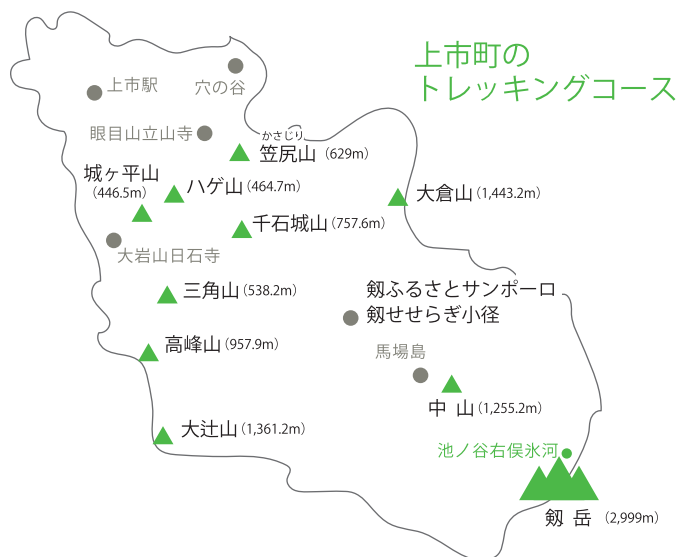 上市町の
トレッキングコース
上市駅
穴の谷
眼目山立山寺
かさじり
笠尻山（629m）
城ヶ平山
（446.5m）
ハゲ山（464.7m）
大倉山（1,443.2m）
千石城山（757.6m）
大岩山日石寺
三角山（538.2m）
剱ふるさとサンポーロ
剱せせらぎ小径
高峰山（957.9m）
馬場島
中 山（1,255.2m）
大辻山（1,361.2m）
池ノ谷右俣氷河
剱 岳 （2,999m）